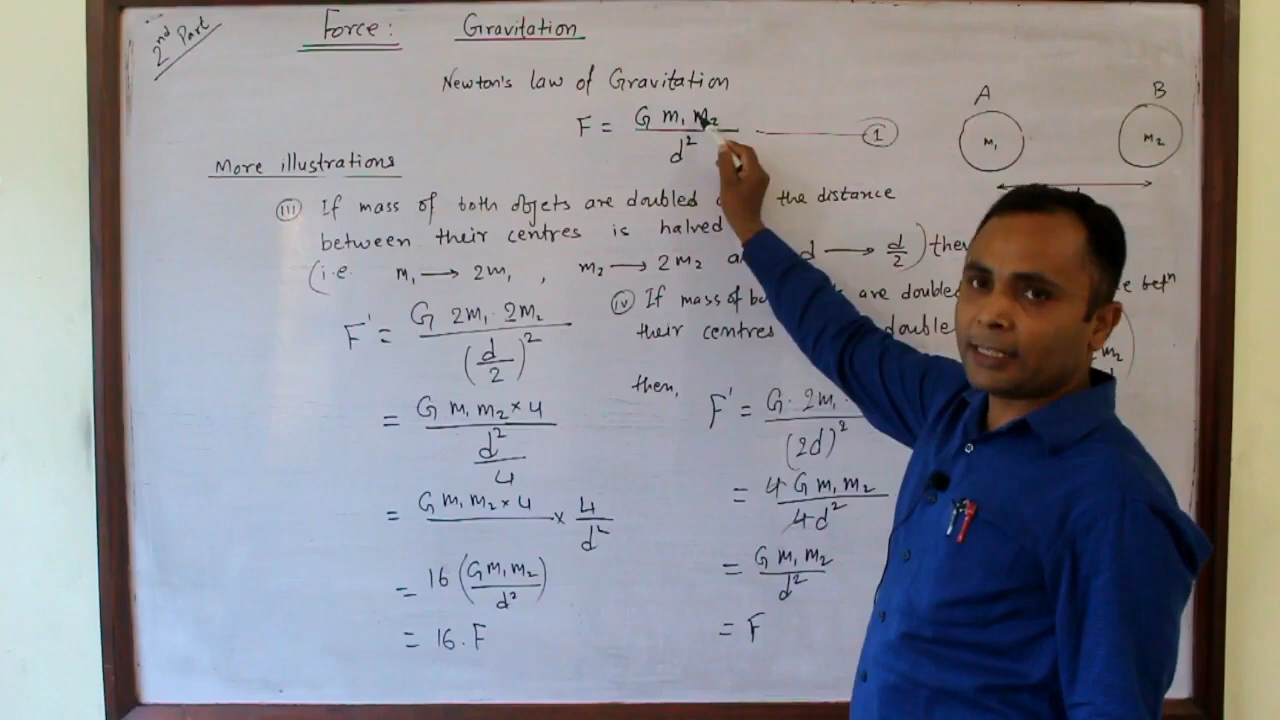 2nd Part
Force: Gravitation
Newton's law of Gravitation
F = G m₁ m₂ / d² ——— ①
A B
m₁ m₂
More illustrations
(iii) If mass of both objets are doubled the distance
between their centres is halved
(i.e. m₁ → 2m₁ , m₂ → 2m₂ d → d/2) then
F' = G 2m₁ · 2m₂ / (d/2)²
= G m₁ m₂ × 4 / (d²/4)
= G m₁ m₂ × 4 × 4/d²
= 16 (G m₁ m₂ / d²)
= 16 · F
(iv) If mass of are doubled betⁿ
their centres double
m₂)
then, F' = G · 2m₁ · / (2d)²
= 4 G m₁ m₂ / 4d²
= G m₁ m₂ / d²
= F